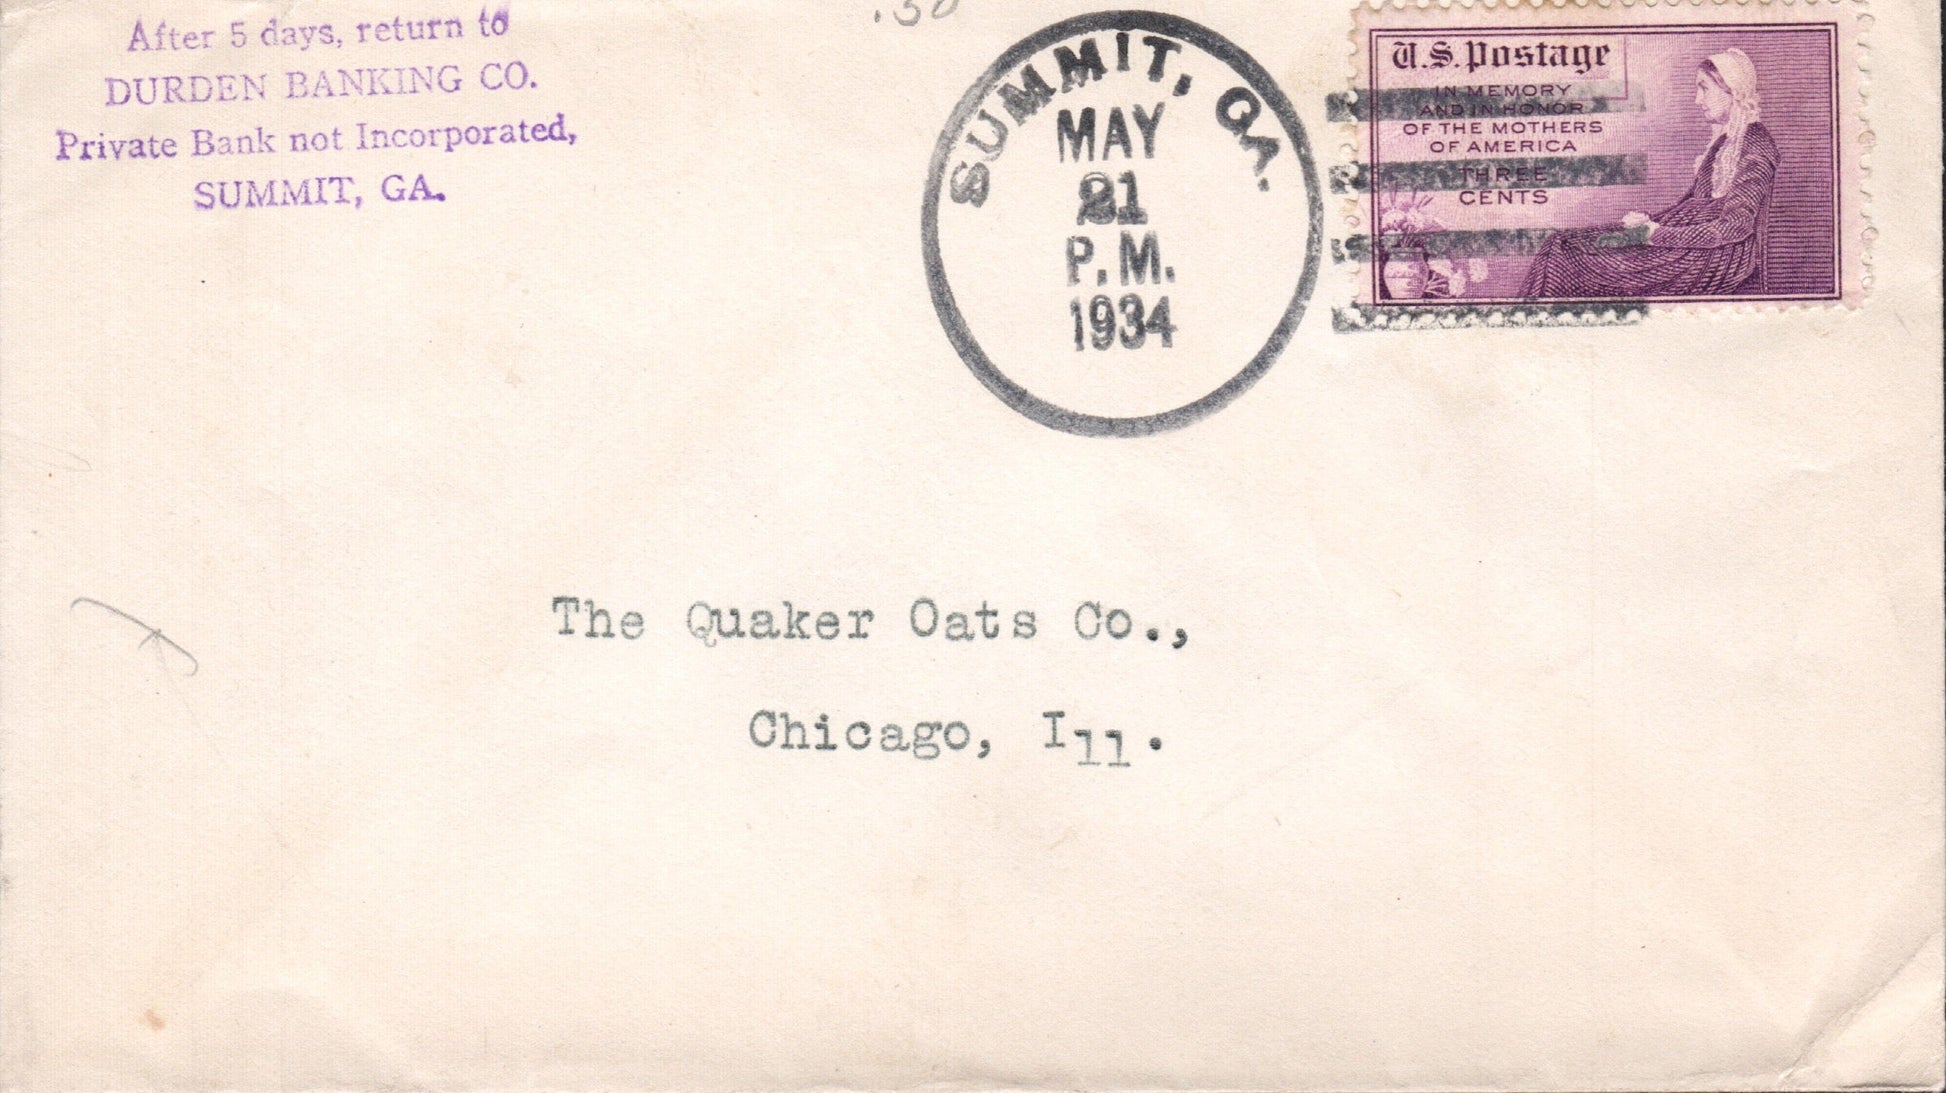 After 5 days, return to
DURDEN BANKING CO.
Private Bank not Incorporated,
SUMMIT, GA.
.50
SUMMIT, GA.
MAY
21
P.M.
1934
U.S. Postage
IN MEMORY
AND IN HONOR
OF THE MOTHERS
OF AMERICA
THREE
CENTS
The Quaker Oats Co.,
Chicago, Ill.